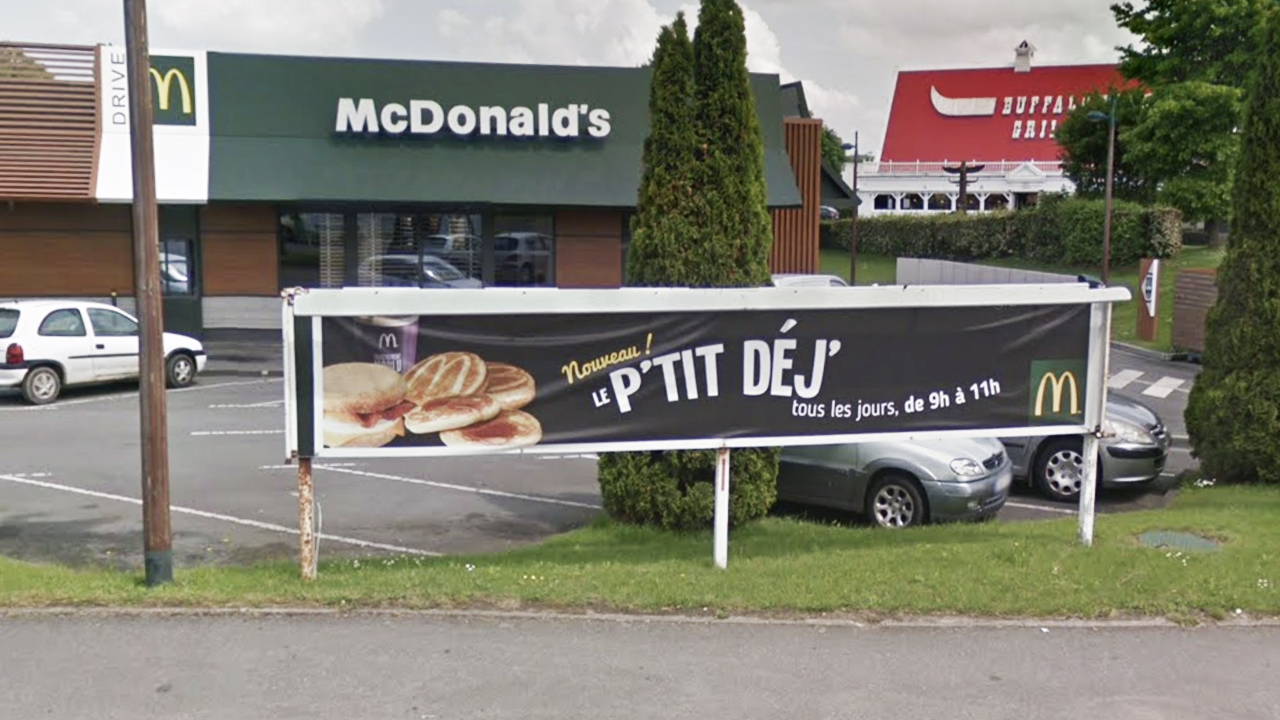 DRIVE
McDonald's
BUFFALO
GRILL
Nouveau !
LE P'TIT DÉJ'
tous les jours, de 9h à 11h